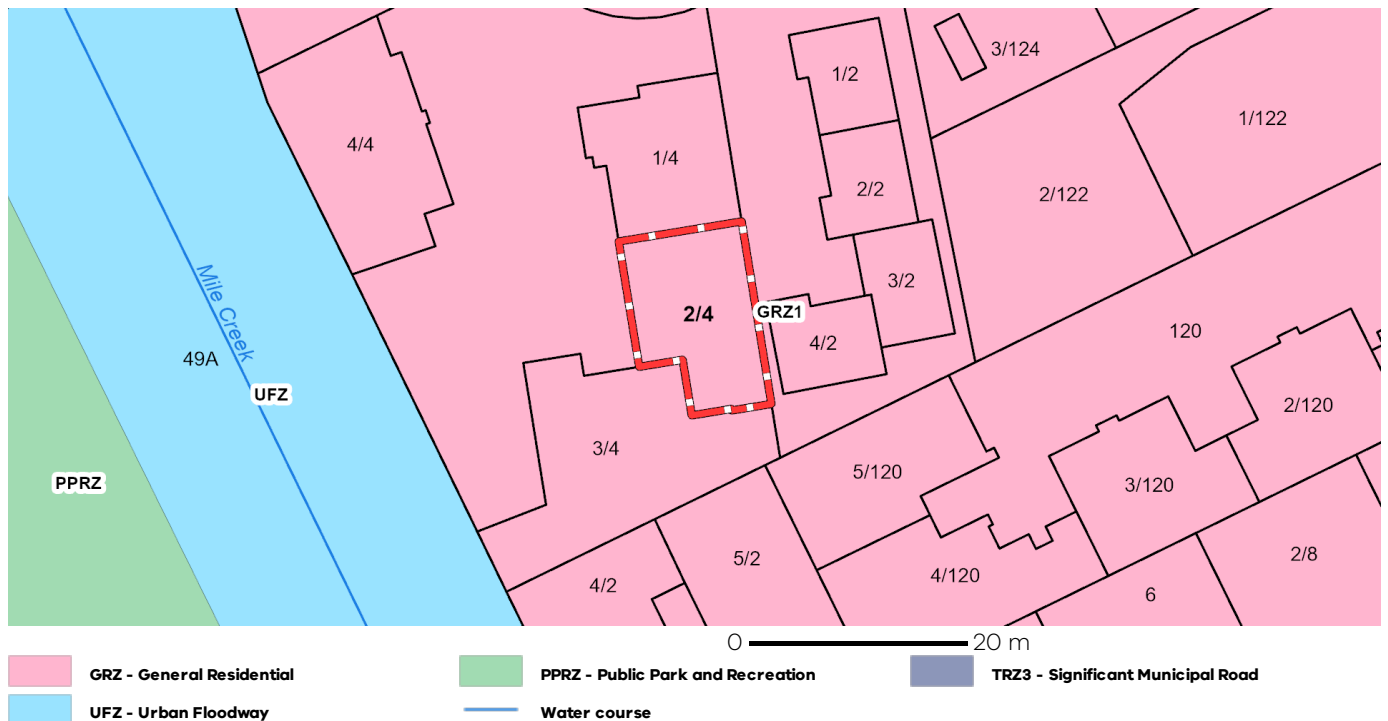 3/124
1/2
1/122
4/4
1/4
2/2
2/122
Mile Creek
3/2
2/4
GRZ1
120
4/2
49A
UFZ
2/120
3/4
5/120
PPRZ
3/120
5/2
2/8
4/2
4/120
6
0 20 m
GRZ - General Residential
PPRZ - Public Park and Recreation
TRZ3 - Significant Municipal Road
UFZ - Urban Floodway
Water course